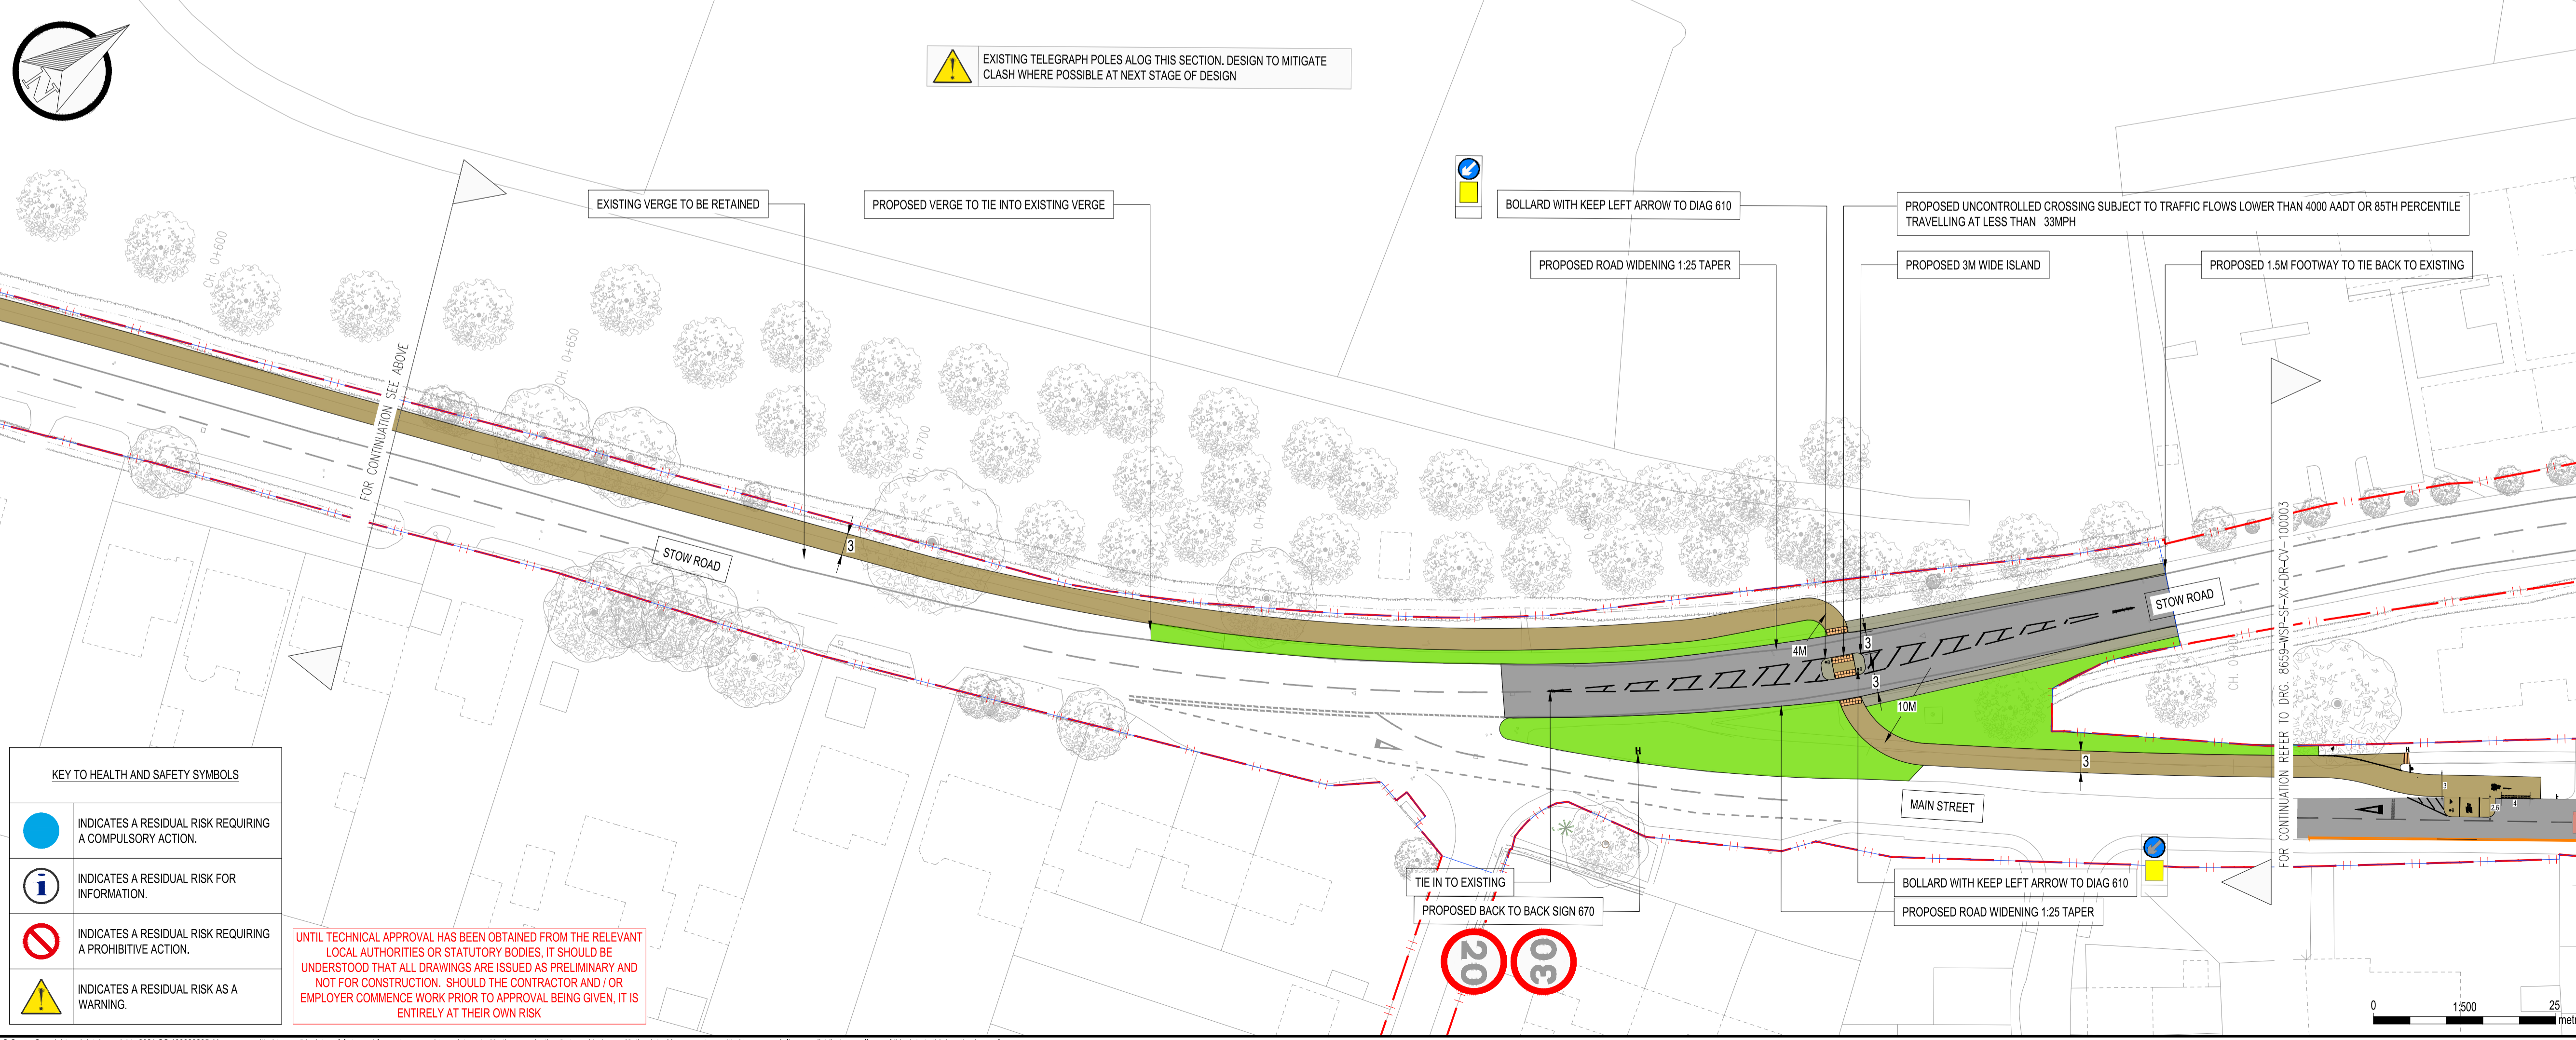 EXISTING TELEGRAPH POLES ALOG THIS SECTION. DESIGN TO MITIGATE
CLASH WHERE POSSIBLE AT NEXT STAGE OF DESIGN
N
EXISTING VERGE TO BE RETAINED
PROPOSED VERGE TO TIE INTO EXISTING VERGE
BOLLARD WITH KEEP LEFT ARROW TO DIAG 610
PROPOSED UNCONTROLLED CROSSING SUBJECT TO TRAFFIC FLOWS LOWER THAN 4000 AADT OR 85TH PERCENTILE
TRAVELLING AT LESS THAN 33MPH
PROPOSED ROAD WIDENING 1:25 TAPER
PROPOSED 3M WIDE ISLAND
PROPOSED 1.5M FOOTWAY TO TIE BACK TO EXISTING
CH. 0+600
CH. 0+650
CH. 0+700
FOR CONTINUATION SEE ABOVE
3
STOW ROAD
4M
3
3
10M
STOW ROAD
H
3
MAIN STREET
FOR CONTINUATION REFER TO DRG. 8659-WSP-SF-XX-DR-CV-100003
H
3
2.6
4
TIE IN TO EXISTING
PROPOSED BACK TO BACK SIGN 670
20
30
BOLLARD WITH KEEP LEFT ARROW TO DIAG 610
PROPOSED ROAD WIDENING 1:25 TAPER
KEY TO HEALTH AND SAFETY SYMBOLS
INDICATES A RESIDUAL RISK REQUIRING
A COMPULSORY ACTION.
i
INDICATES A RESIDUAL RISK FOR
INFORMATION.
INDICATES A RESIDUAL RISK REQUIRING
A PROHIBITIVE ACTION.
INDICATES A RESIDUAL RISK AS A
WARNING.
UNTIL TECHNICAL APPROVAL HAS BEEN OBTAINED FROM THE RELEVANT
LOCAL AUTHORITIES OR STATUTORY BODIES, IT SHOULD BE
UNDERSTOOD THAT ALL DRAWINGS ARE ISSUED AS PRELIMINARY AND
NOT FOR CONSTRUCTION. SHOULD THE CONTRACTOR AND / OR
EMPLOYER COMMENCE WORK PRIOR TO APPROVAL BEING GIVEN, IT IS
ENTIRELY AT THEIR OWN RISK
0 1:500 25